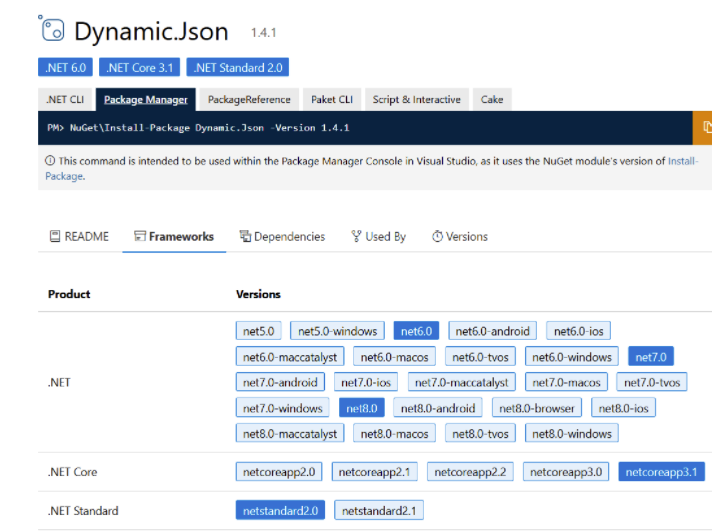 Dynamic.Json 1.4.1
.NET 6.0 .NET Core 3.1 .NET Standard 2.0
.NET CLI Package Manager PackageReference Paket CLI Script & Interactive Cake
PM> NuGet\Install-Package Dynamic.Json -Version 1.4.1
This command is intended to be used within the Package Manager Console in Visual Studio, as it uses the NuGet module's version of Install-
Package.
README Frameworks Dependencies Used By Versions
Product Versions
net5.0 net5.0-windows net6.0 net6.0-android net6.0-ios
net6.0-maccatalyst net6.0-macos net6.0-tvos net6.0-windows net7.0
.NET net7.0-android net7.0-ios net7.0-maccatalyst net7.0-macos net7.0-tvos
net7.0-windows net8.0 net8.0-android net8.0-browser net8.0-ios
net8.0-maccatalyst net8.0-macos net8.0-tvos net8.0-windows
.NET Core netcoreapp2.0 netcoreapp2.1 netcoreapp2.2 netcoreapp3.0 netcoreapp3.1
.NET Standard netstandard2.0 netstandard2.1